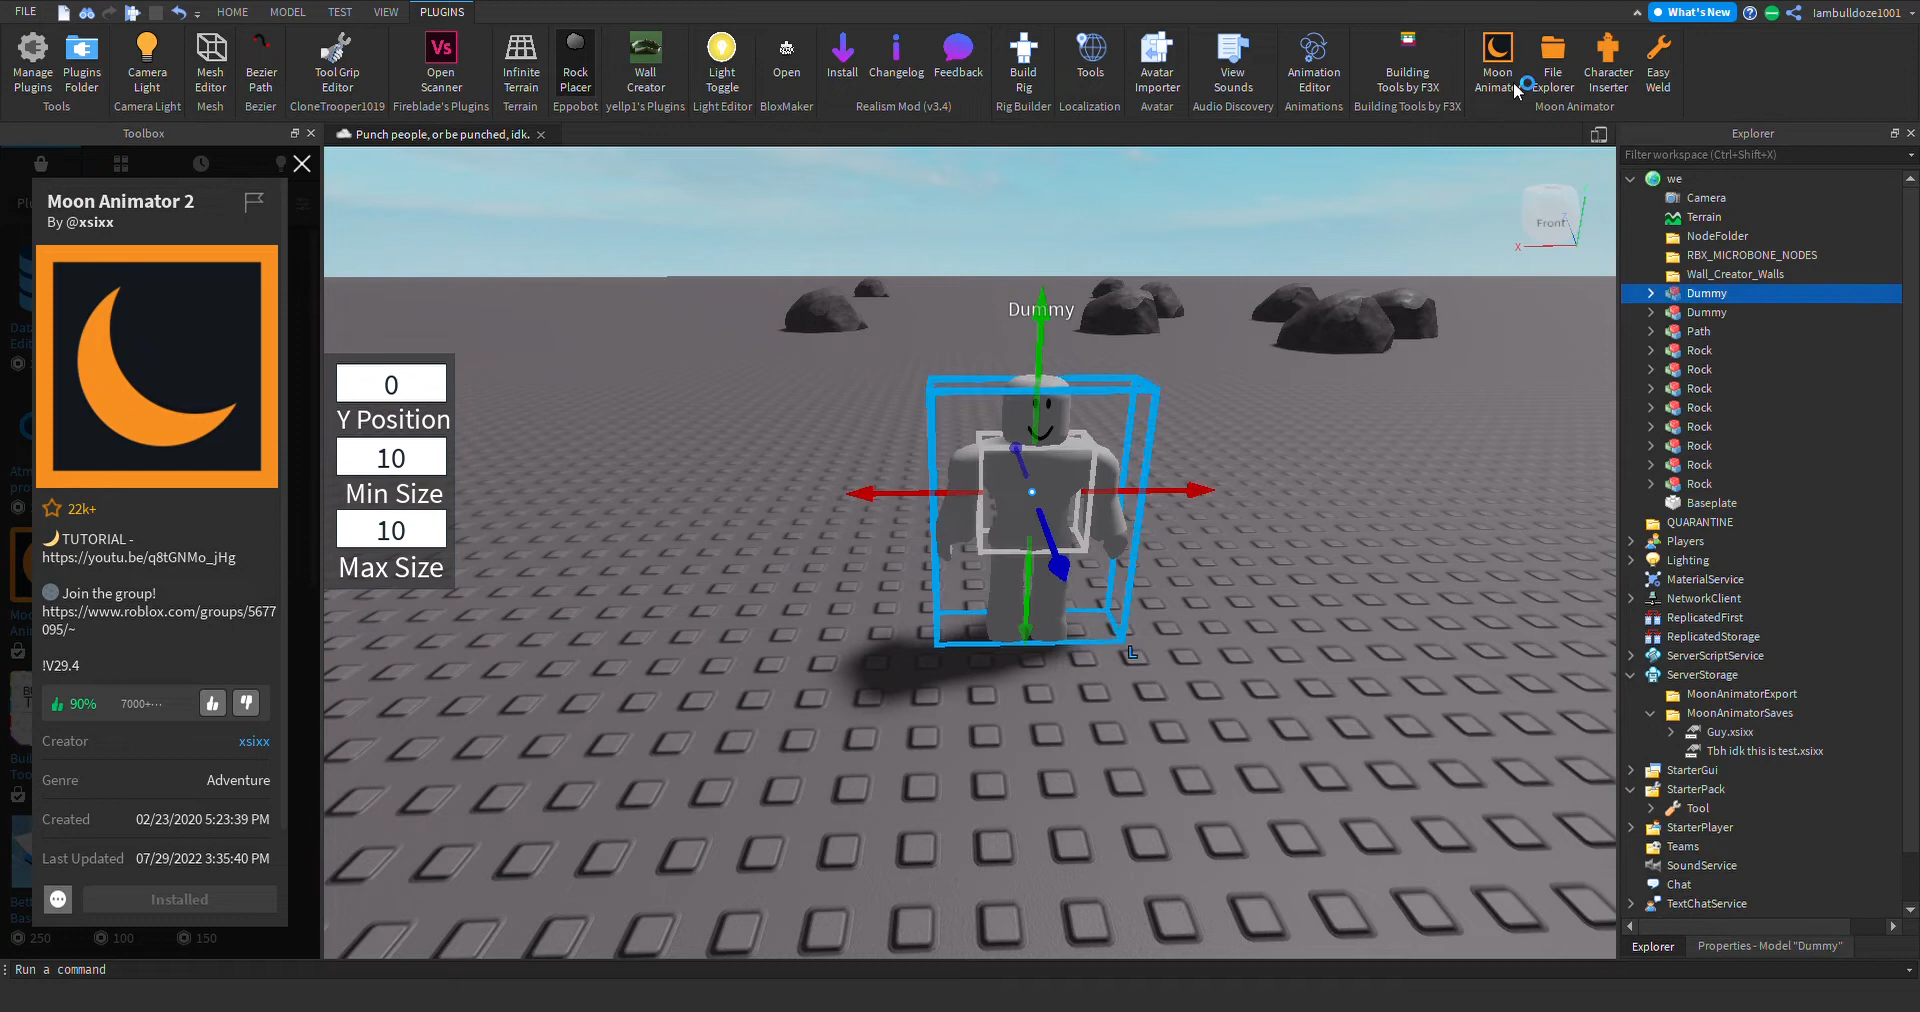 FILE
HOME
MODEL
TEST
VIEW
PLUGINS
What's New
Iambulldoze1001
Manage Plugins
Plugins Folder
Tools
Camera Light
Camera Light
Mesh Editor
Mesh
Bezier Path
Bezier
Tool Grip Editor
CloneTrooper1019
Vs
Open Scanner
Fireblade's Plugins
Infinite Terrain
Terrain
Rock Placer
Eppobot
Wall Creator
yellp1's Plugins
Light Toggle
Light Editor
Open
BloxMaker
Install
Changelog
Feedback
Realism Mod (v3.4)
Build Rig
Rig Builder
Tools
Localization
Avatar Importer
Avatar
View Sounds
Audio Discovery
Animation Editor
Animations
Building Tools by F3X
Building Tools by F3X
Moon
File Explorer
Character Inserter
Easy Weld
Moon Animator
Toolbox
Punch people, or be punched, idk.
Explorer
Filter workspace (Ctrl+Shift+X)
Moon Animator 2
By @xsixx
22k+
TUTORIAL -
https://youtu.be/q8tGNMo_jHg
Join the group!
https://www.roblox.com/groups/5677
095/~
!V29.4
90%
7000+···
Creator
xsixx
Genre
Adventure
Created
02/23/2020 5:23:39 PM
Last Updated
07/29/2022 3:35:40 PM
Installed
250
100
150
0
Y Position
10
Min Size
10
Max Size
Dummy
Front
X
L
we
Camera
Terrain
NodeFolder
RBX_MICROBONE_NODES
Wall_Creator_Walls
Dummy
Dummy
Path
Rock
Rock
Rock
Rock
Rock
Rock
Rock
Rock
Baseplate
QUARANTINE
Players
Lighting
MaterialService
NetworkClient
ReplicatedFirst
ReplicatedStorage
ServerScriptService
ServerStorage
MoonAnimatorExport
MoonAnimatorSaves
Guy.xsixx
Tbh idk this is test.xsixx
StarterGui
StarterPack
Tool
StarterPlayer
Teams
SoundService
Chat
TextChatService
Explorer
Properties - Model "Dummy"
Run a command